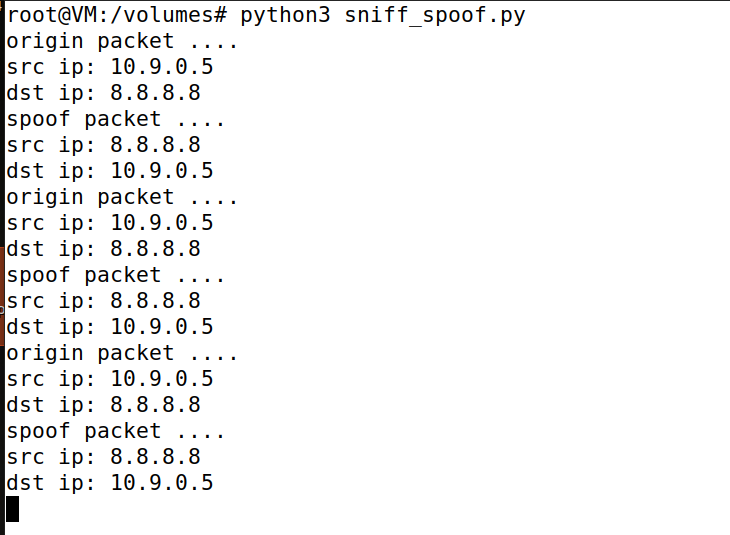 root@VM:/volumes# python3 sniff_spoof.py
origin packet ....
src ip: 10.9.0.5
dst ip: 8.8.8.8
spoof packet ....
src ip: 8.8.8.8
dst ip: 10.9.0.5
origin packet ....
src ip: 10.9.0.5
dst ip: 8.8.8.8
spoof packet ....
src ip: 8.8.8.8
dst ip: 10.9.0.5
origin packet ....
src ip: 10.9.0.5
dst ip: 8.8.8.8
spoof packet ....
src ip: 8.8.8.8
dst ip: 10.9.0.5